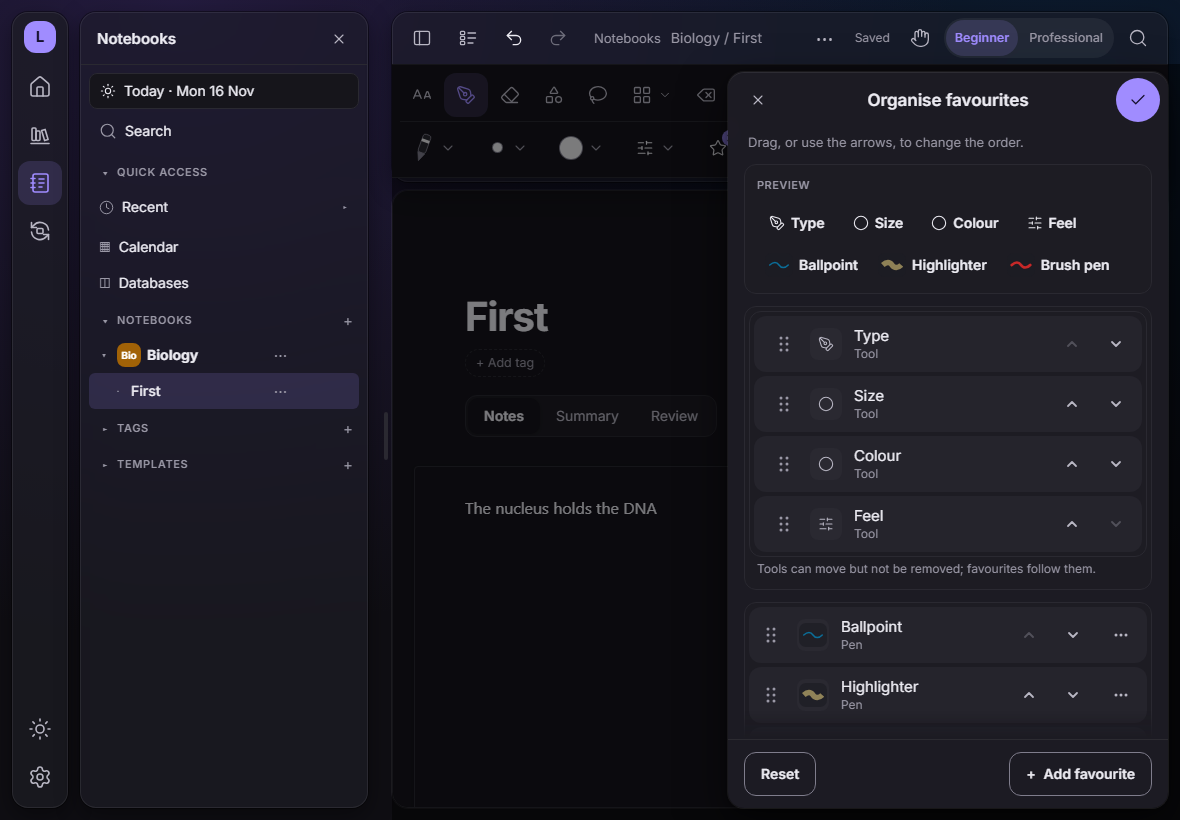 L
Notebooks
Today · Mon 16 Nov
Search
QUICK ACCESS
Recent
Calendar
Databases
NOTEBOOKS
Bio Biology
First
TAGS
TEMPLATES
Notebooks Biology / First
Saved
Beginner
Professional
AA
First
+ Add tag
Notes Summary Review
The nucleus holds the DNA
Organise favourites
Drag, or use the arrows, to change the order.
PREVIEW
Type Size Colour Feel
Ballpoint Highlighter Brush pen
Type
Tool
Size
Tool
Colour
Tool
Feel
Tool
Tools can move but not be removed; favourites follow them.
Ballpoint
Pen
Highlighter
Pen
Reset
+ Add favourite